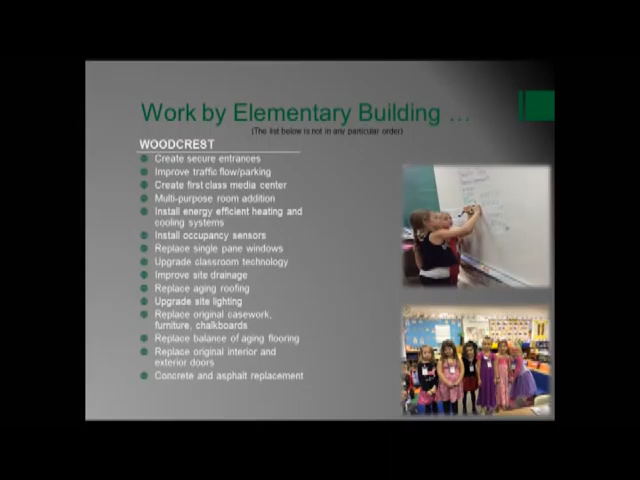 Work by Elementary Building ...
(The list below is not in any particular order)
WOODCREST
Create secure entrances
Improve traffic flow/parking
Create first class media center
Multi-purpose room addition
Install energy efficient heating and
cooling systems
Install occupancy sensors
Replace single pane windows
Upgrade classroom technology
Improve site drainage
Replace aging roofing
Upgrade site lighting
Replace original casework,
furniture, chalkboards
Replace balance of aging flooring
Replace original interior and
exterior doors
Concrete and asphalt replacement